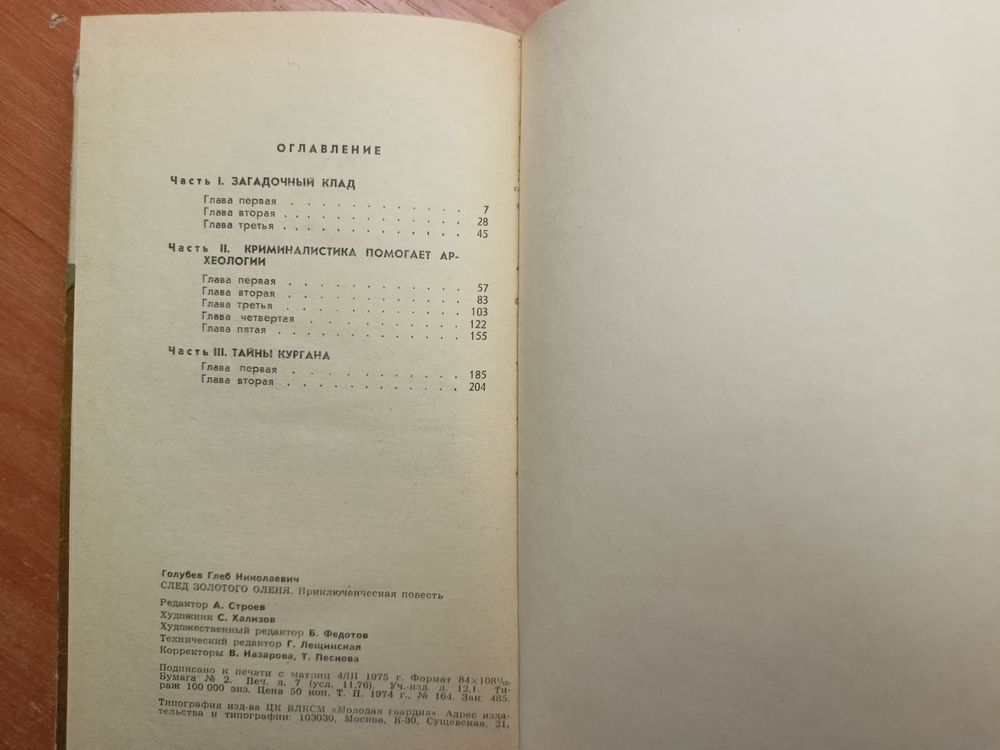 ОГЛАВЛЕНИЕ
Часть I. ЗАГАДОЧНЫЙ КЛАД
Глава первая . . . . . . . . . . . . 7
Глава вторая . . . . . . . . . . . . 28
Глава третья . . . . . . . . . . . . 45
Часть II. КРИМИНАЛИСТИКА ПОМОГАЕТ АР-
ХЕОЛОГИИ
Глава первая . . . . . . . . . . . . 57
Глава вторая . . . . . . . . . . . . 83
Глава третья . . . . . . . . . . . . 103
Глава четвертая . . . . . . . . . . 122
Глава пятая . . . . . . . . . . . . 155
Часть III. ТАЙНЫ КУРГАНА
Глава первая . . . . . . . . . . . . 185
Глава вторая . . . . . . . . . . . . 204
Голубев Глеб Николаевич
СЛЕД ЗОЛОТОГО ОЛЕНЯ. Приключенческая повесть
Редактор А. Строев
Художник С. Хализов
Художественный редактор Б. Федотов
Технический редактор Г. Лещинская
Корректоры В. Назарова, Т. Пескова
Подписано к печати с матриц 4/III 1975 г. Формат 84×108¹/₃₂.
Бумага № 2. Печ. л. 7 (усл. 11,76). Уч.-изд. л. 12,1. Ти-
раж 100 000 экз. Цена 50 коп. Т. П. 1974 г., № 164. Зак. 485.
Типография изд-ва ЦК ВЛКСМ «Молодая гвардия». Адрес изда-
тельства и типографии: 103030, Москва, К-30, Сущевская, 21.